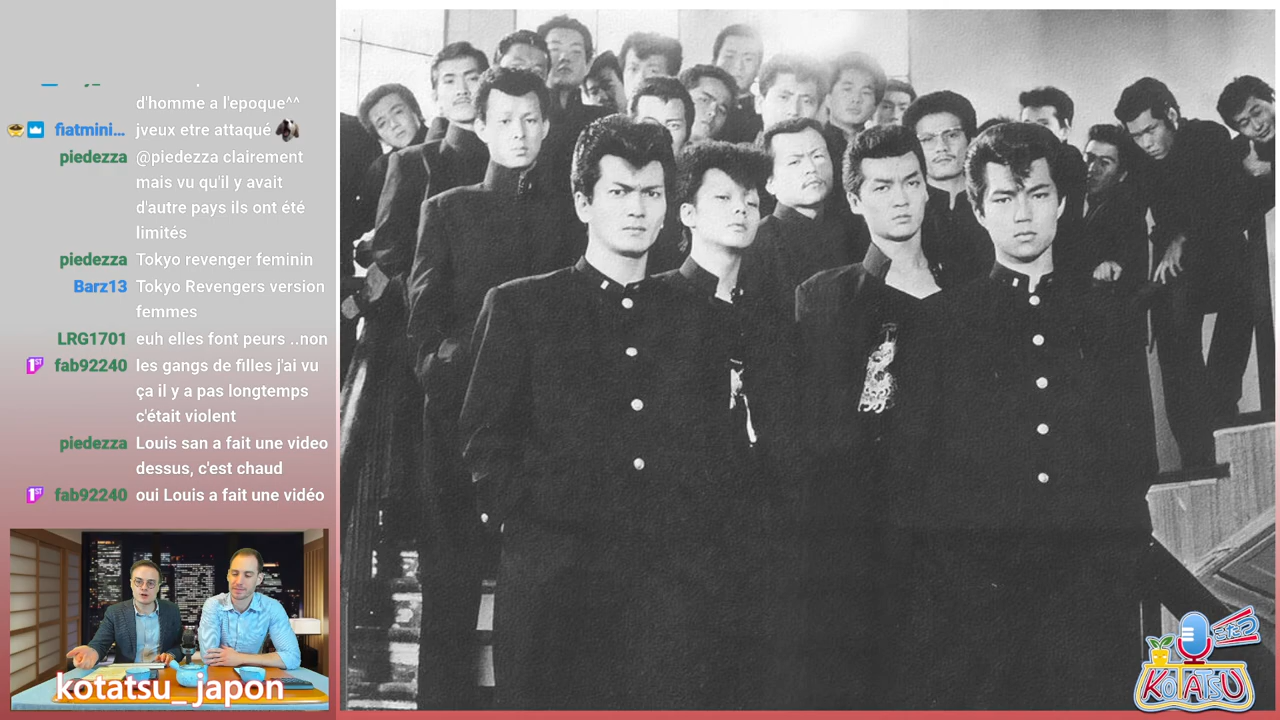 d'homme a l'epoque^^
fiatmini... jveux etre attaqué
piedezza @piedezza clairement
mais vu qu'il y avait
d'autre pays ils ont été
limités
piedezza Tokyo revenger feminin
Barz13 Tokyo Revengers version
femmes
LRG1701 euh elles font peurs ..non
1ST fab92240 les gangs de filles j'ai vu
ça il y a pas longtemps
c'était violent
piedezza Louis san a fait une video
dessus, c'est chaud
1ST fab92240 oui Louis a fait une vidéo
kotatsu_japon
KOTATSU